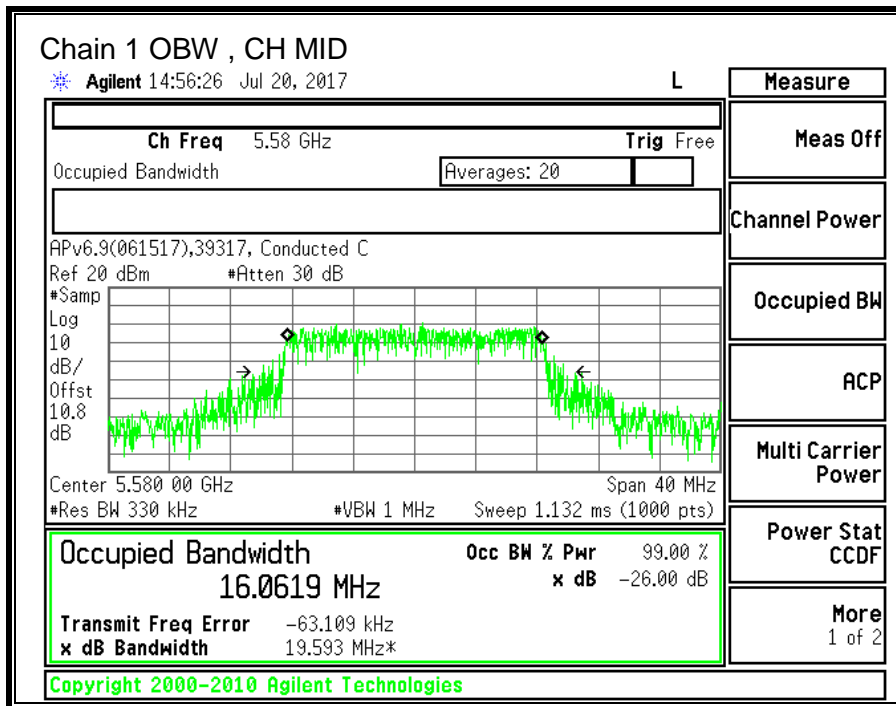 Chain 1 OBW , CH MID
Agilent 14:56:26 Jul 20, 2017 L
Measure
Ch Freq 5.58 GHz Trig Free
Meas Off
Occupied Bandwidth Averages: 20
Channel Power
APv6.9(061517),39317, Conducted C
Ref 20 dBm #Atten 30 dB
#Samp
Log
10
dB/
Offst
10.8
dB
Occupied BW
ACP
Center 5.580 00 GHz Span 40 MHz
#Res BW 330 kHz #VBW 1 MHz Sweep 1.132 ms (1000 pts)
Multi Carrier
Power
Occupied Bandwidth Occ BW % Pwr 99.00 %
16.0619 MHz x dB -26.00 dB
Power Stat
CCDF
Transmit Freq Error -63.109 kHz
x dB Bandwidth 19.593 MHz*
More
1 of 2
Copyright 2000-2010 Agilent Technologies